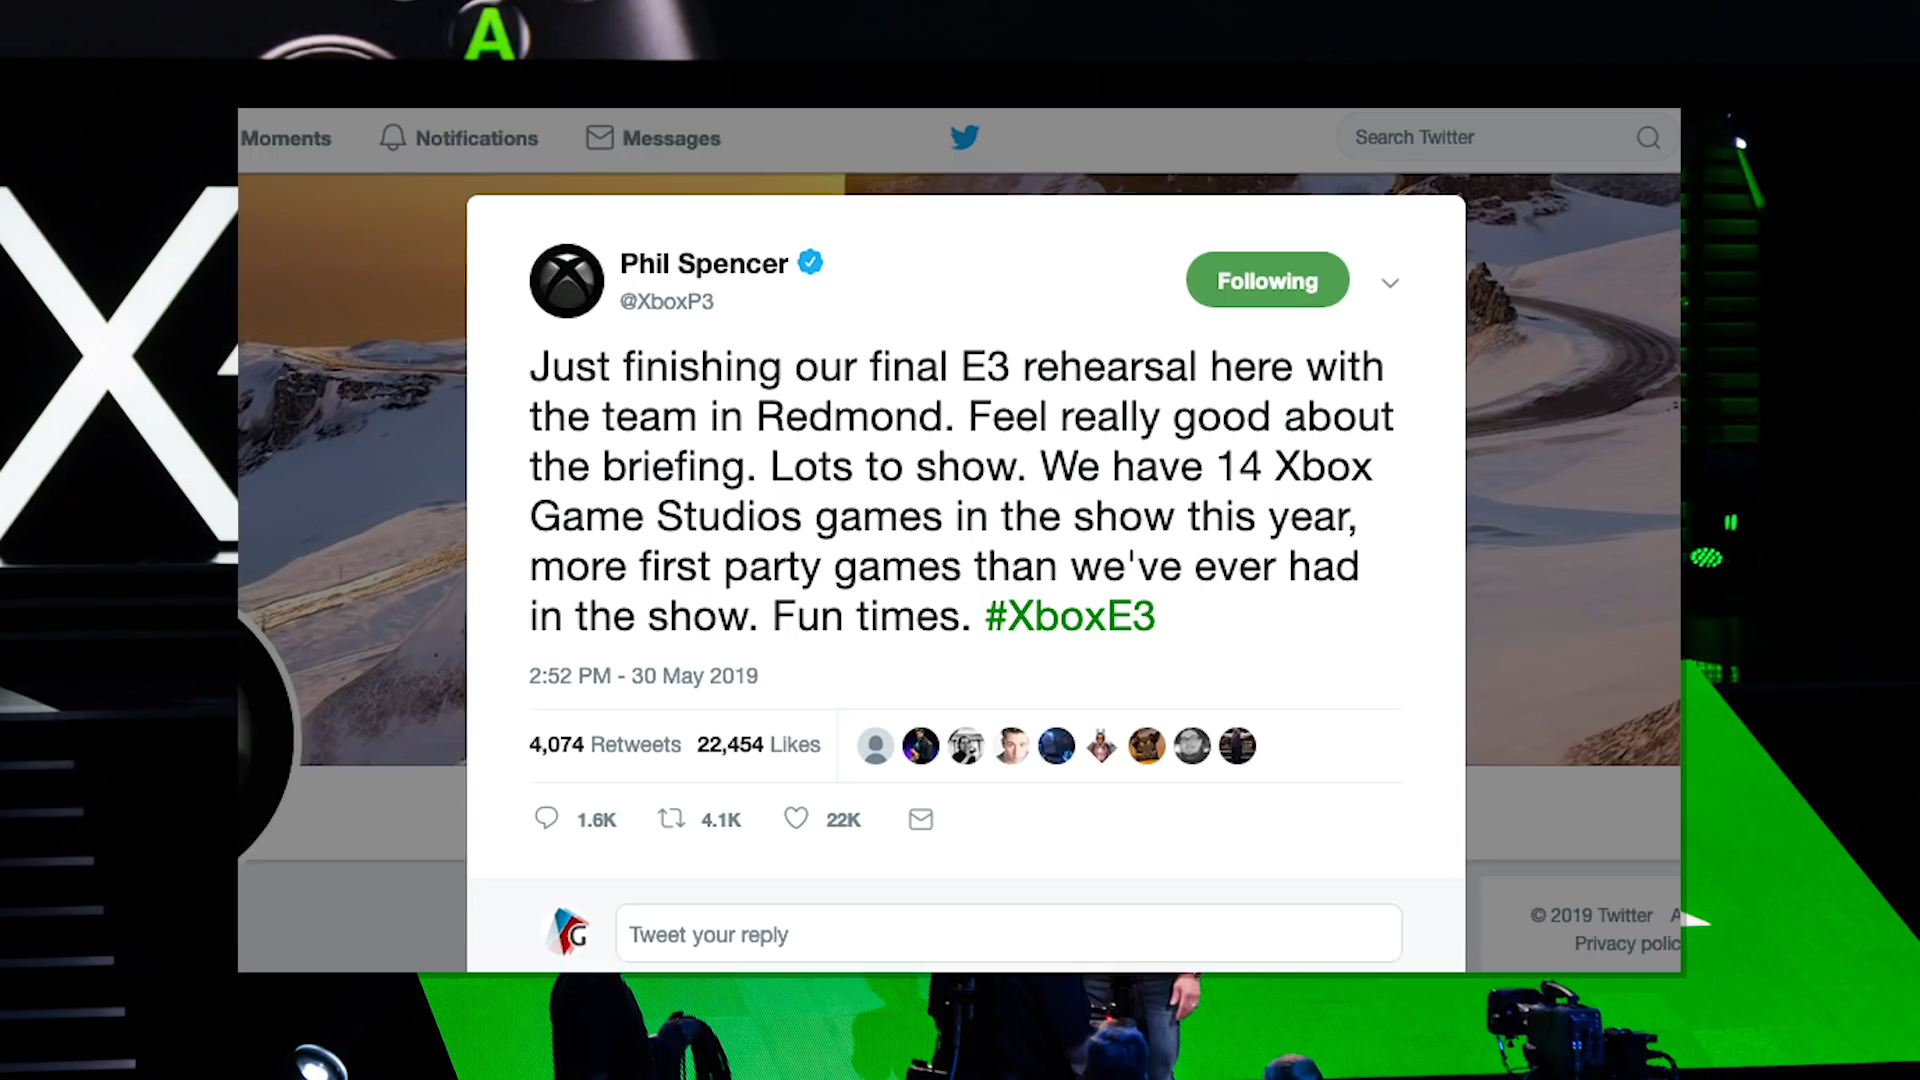 A
X
Moments Notifications Messages Search Twitter
Phil Spencer
@XboxP3
Following
Just finishing our final E3 rehearsal here with
the team in Redmond. Feel really good about
the briefing. Lots to show. We have 14 Xbox
Game Studios games in the show this year,
more first party games than we've ever had
in the show. Fun times. #XboxE3
2:52 PM - 30 May 2019
4,074 Retweets 22,454 Likes
1.6K 4.1K 22K
G
Tweet your reply
© 2019 Twitter
Privacy